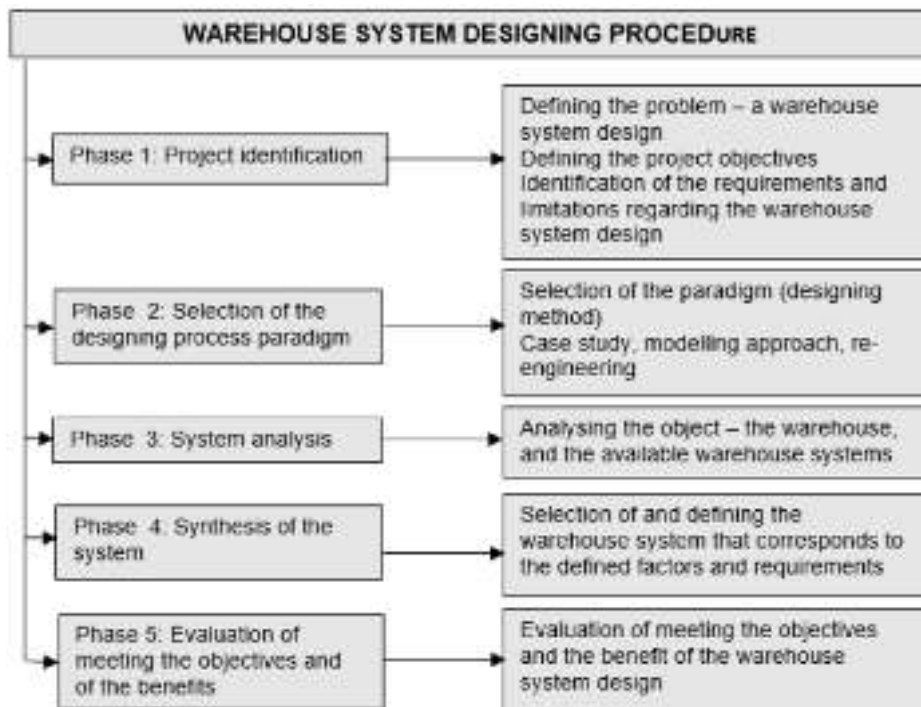 WAREHOUSE SYSTEM DESIGNING PROCEDURE
Phase 1: Project identification
Defining the problem – a warehouse
system design
Defining the project objectives
Identification of the requirements and
limitations regarding the warehouse
system design
Phase 2: Selection of the
designing process paradigm
Selection of the paradigm (designing
method)
Case study, modelling approach, re-
engineering
Phase 3: System analysis
Analysing the object – the warehouse,
and the available warehouse systems
Phase 4: Synthesis of the
system
Selection of and defining the
warehouse system that corresponds to
the defined factors and requirements
Phase 5: Evaluation of
meeting the objectives and
of the benefits
Evaluation of meeting the objectives
and the benefit of the warehouse
system design